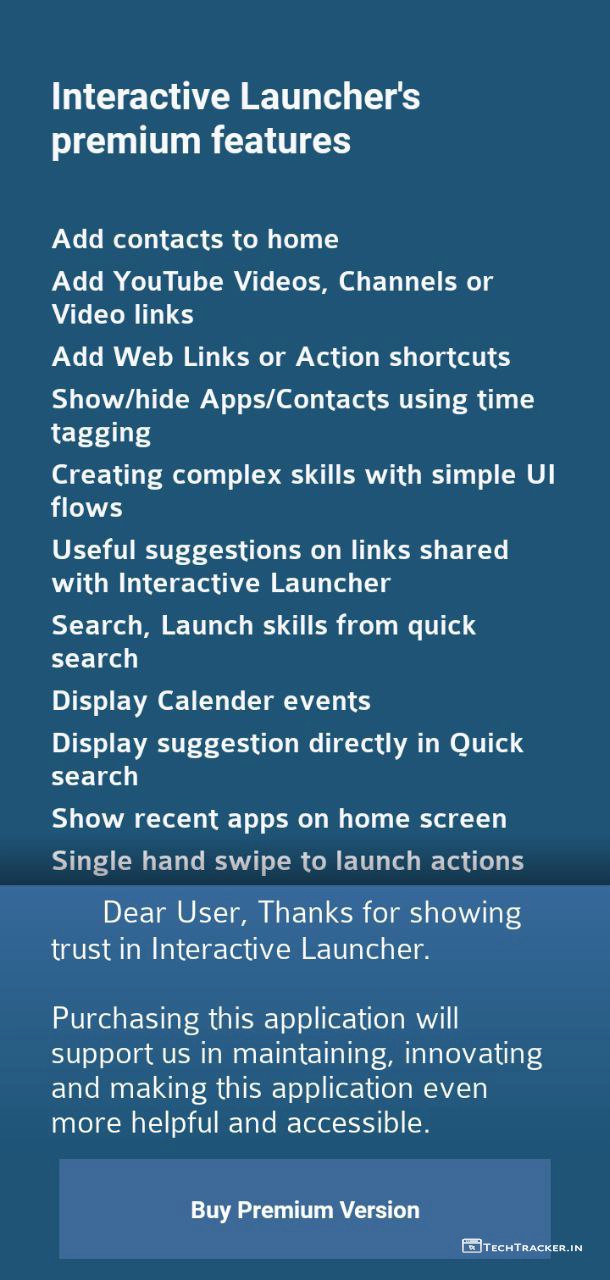 Interactive Launcher's
premium features
Add contacts to home
Add YouTube Videos, Channels or
Video links
Add Web Links or Action shortcuts
Show/hide Apps/Contacts using time
tagging
Creating complex skills with simple UI
flows
Useful suggestions on links shared
with Interactive Launcher
Search, Launch skills from quick
search
Display Calender events
Display suggestion directly in Quick
search
Show recent apps on home screen
Single hand swipe to launch actions
Dear User, Thanks for showing
trust in Interactive Launcher.
Purchasing this application will
support us in maintaining, innovating
and making this application even
more helpful and accessible.
Buy Premium Version
TECHTRACKER.IN